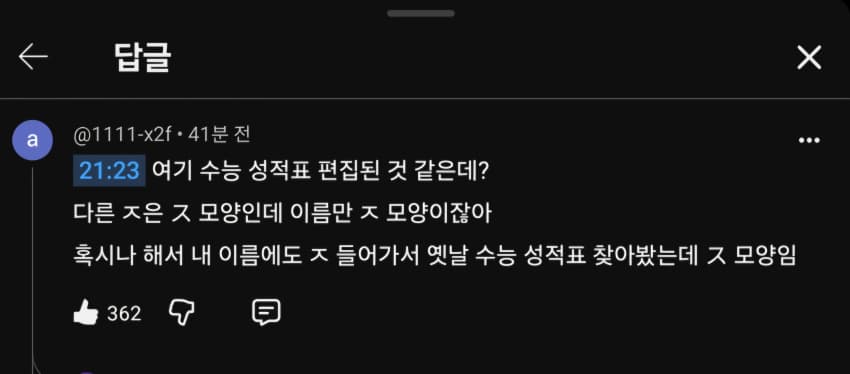 답글
a
@1111-x2f • 41분 전
21:23 여기 수능 성적표 편집된 것 같은데?
다른 ㅈ은 ス 모양인데 이름만 ㅈ 모양이잖아
혹시나 해서 내 이름에도 ㅈ 들어가서 옛날 수능 성적표 찾아봤는데 ス 모양임
362